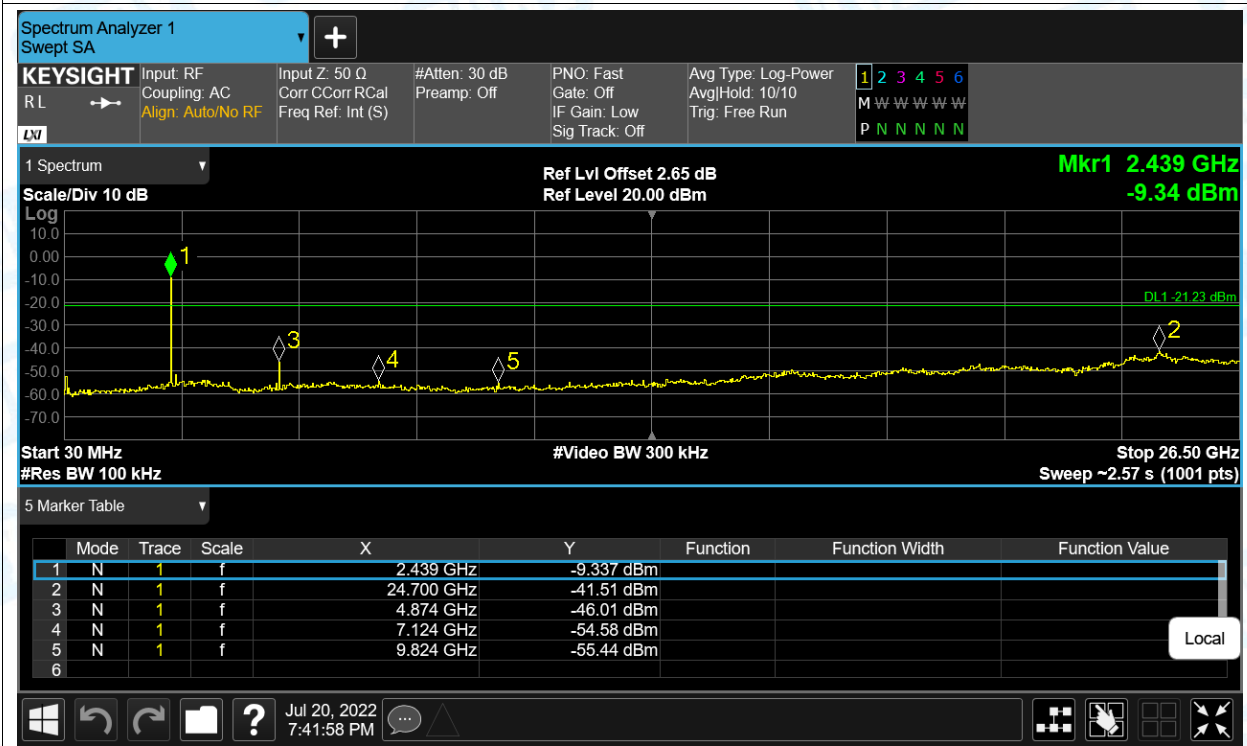 Spectrum Analyzer 1
Swept SA
KEYSIGHT Input: RF Input Z: 50 Ω #Atten: 30 dB PNO: Fast Avg Type: Log-Power 1 2 3 4 5 6
R L Coupling: AC Corr CCorr RCal Preamp: Off Gate: Off Avg|Hold: 10/10 M W W W W W W
Align: Auto/No RF Freq Ref: Int (S) IF Gain: Low Trig: Free Run
LXI Sig Track: Off P N N N N N
1 Spectrum Ref Lvl Offset 2.65 dB Mkr1 2.439 GHz
Scale/Div 10 dB Ref Level 20.00 dBm -9.34 dBm
Log
10.0
0.00 1
-10.0
-20.0 DL1 -21.23 dBm
-30.0 3 2
-40.0 4 5
-50.0
-60.0
-70.0
Start 30 MHz #Video BW 300 kHz Stop 26.50 GHz
#Res BW 100 kHz Sweep ~2.57 s (1001 pts)
5 Marker Table
Mode Trace Scale X Y Function Function Width Function Value
1 N 1 f 2.439 GHz -9.337 dBm
2 N 1 f 24.700 GHz -41.51 dBm
3 N 1 f 4.874 GHz -46.01 dBm
4 N 1 f 7.124 GHz -54.58 dBm
5 N 1 f 9.824 GHz -55.44 dBm
6
Local
? Jul 20, 2022
7:41:58 PM